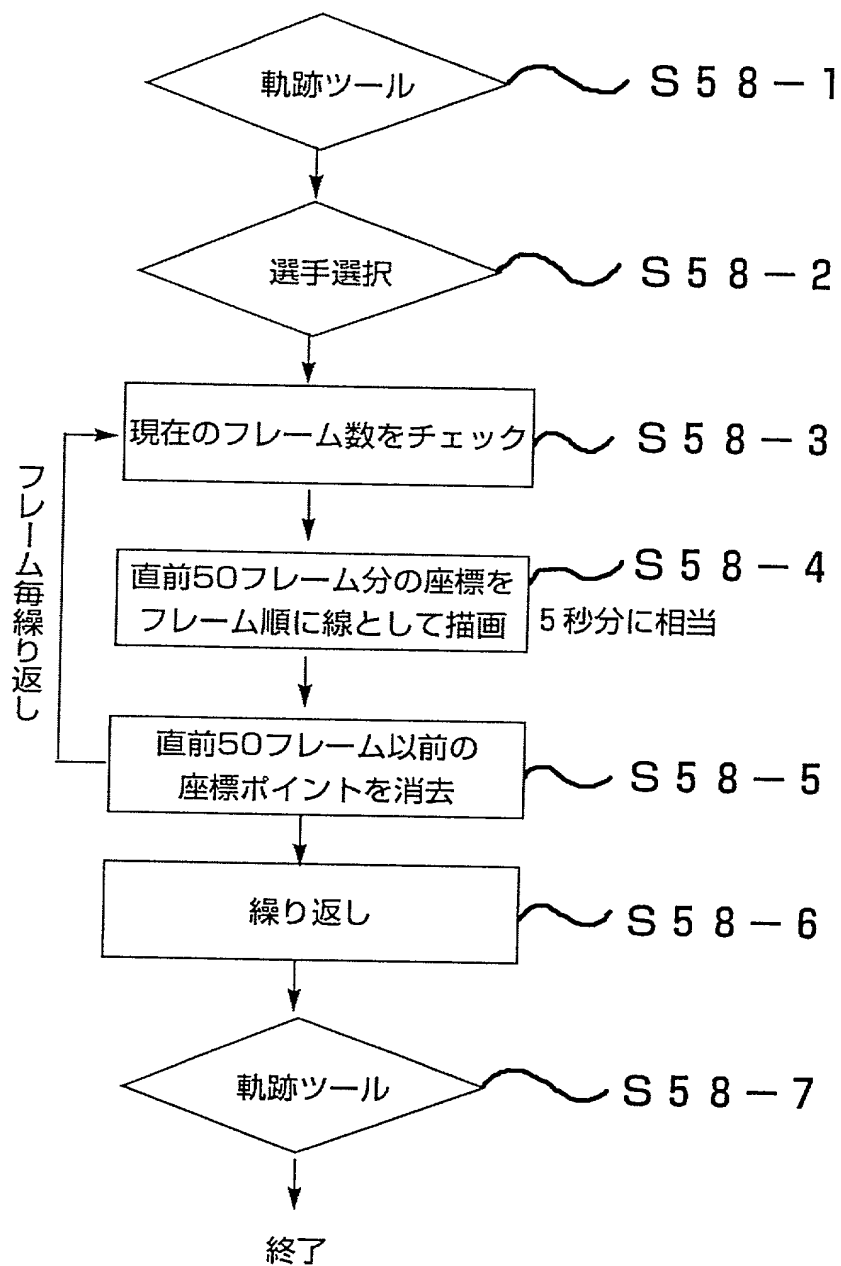 軌跡ツール
S58-1
選手選択
S58-2
現在のフレーム数をチェック
S58-3
フレーム毎繰り返し
直前50フレーム分の座標を
フレーム順に線として描画
S58-4
5秒分に相当
直前50フレーム以前の
座標ポイントを消去
S58-5
繰り返し
S58-6
軌跡ツール
S58-7
終了